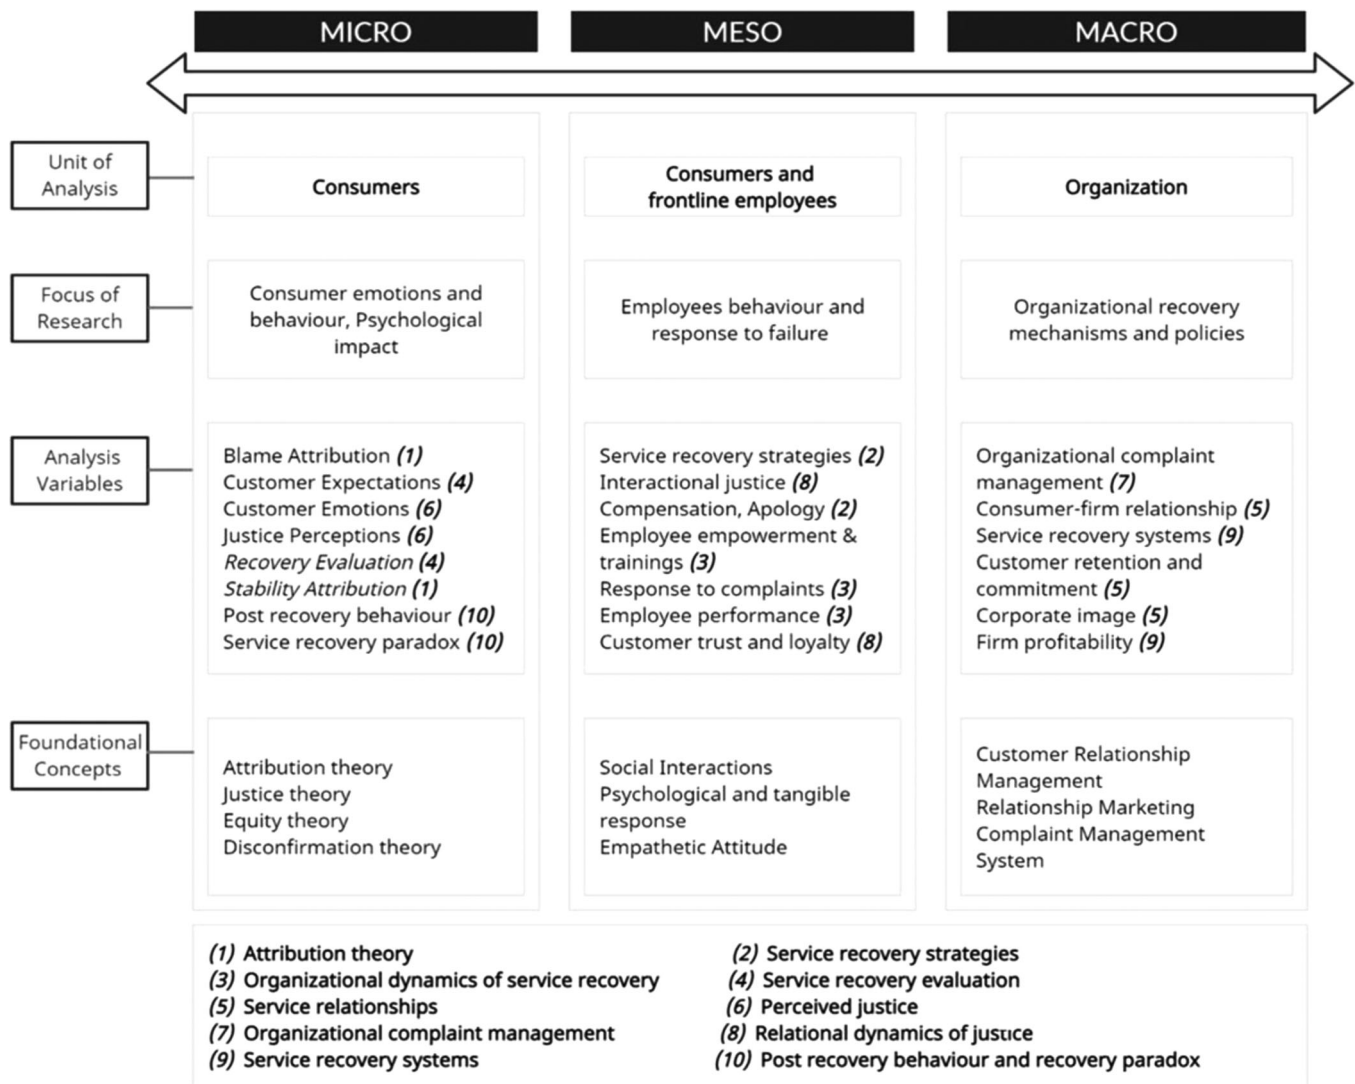 MICRO
MESO
MACRO
Unit of
Analysis
Consumers
Consumers and
frontline employees
Organization
Focus of
Research
Consumer emotions and
behaviour, Psychological
impact
Employees behaviour and
response to failure
Organizational recovery
mechanisms and policies
Analysis
Variables
Blame Attribution (1)
Customer Expectations (4)
Customer Emotions (6)
Justice Perceptions (6)
Recovery Evaluation (4)
Stability Attribution (1)
Post recovery behaviour (10)
Service recovery paradox (10)
Service recovery strategies (2)
Interactional justice (8)
Compensation, Apology (2)
Employee empowerment &
trainings (3)
Response to complaints (3)
Employee performance (3)
Customer trust and loyalty (8)
Organizational complaint
management (7)
Consumer-firm relationship (5)
Service recovery systems (9)
Customer retention and
commitment (5)
Corporate image (5)
Firm profitability (9)
Foundational
Concepts
Attribution theory
Justice theory
Equity theory
Disconfirmation theory
Social Interactions
Psychological and tangible
response
Empathetic Attitude
Customer Relationship
Management
Relationship Marketing
Complaint Management
System
(1) Attribution theory
(2) Service recovery strategies
(3) Organizational dynamics of service recovery
(4) Service recovery evaluation
(5) Service relationships
(6) Perceived justice
(7) Organizational complaint management
(8) Relational dynamics of justice
(9) Service recovery systems
(10) Post recovery behaviour and recovery paradox